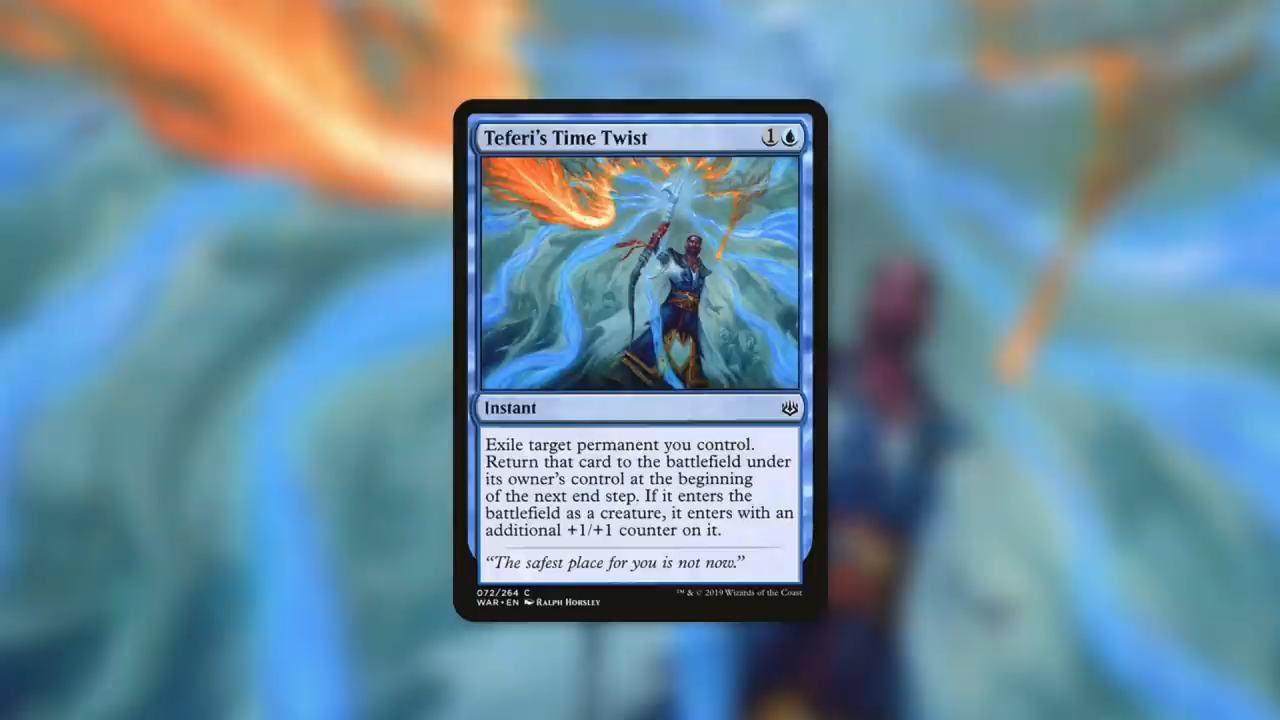 Teferi's Time Twist 1
Instant
Exile target permanent you control.
Return that card to the battlefield under
its owner's control at the beginning
of the next end step. If it enters the
battlefield as a creature, it enters with an
additional +1/+1 counter on it.
“The safest place for you is not now.”
072/264 C
WAR • EN Ralph Horsley
™ & © 2019 Wizards of the Coast